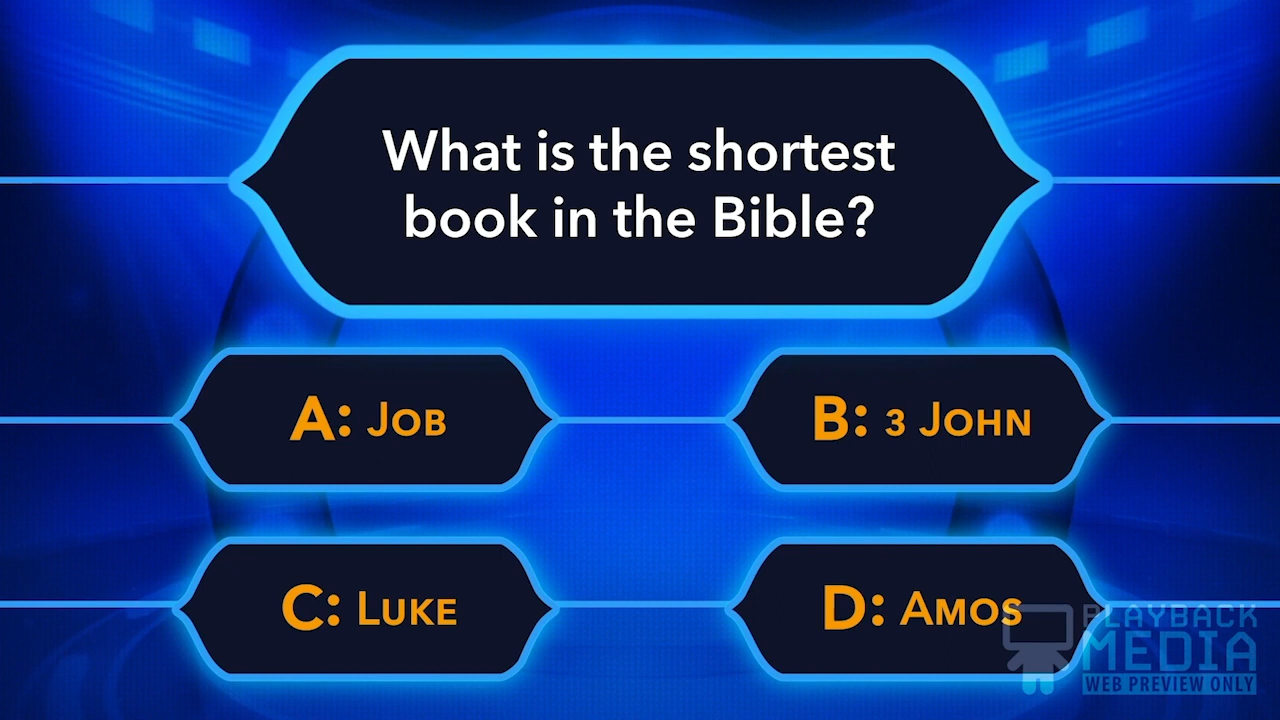 What is the shortest
book in the Bible?
A: Job
B: 3 John
C: Luke
D: Amos
PLAYBACK
MEDIA
WEB PREVIEW ONLY